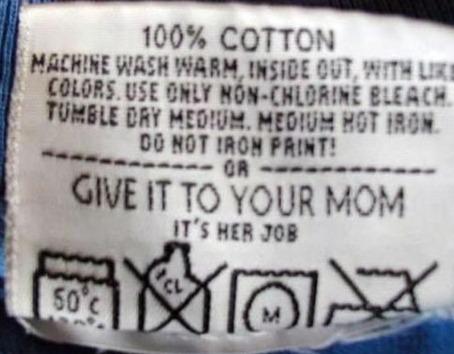 100% COTTON
MACHINE WASH WARM, INSIDE OUT, WITH LIKE
COLORS. USE ONLY NON-CHLORINE BLEACH.
TUMBLE DRY MEDIUM. MEDIUM HOT IRON.
DO NOT IRON PRINT!
OR
GIVE IT TO YOUR MOM
IT'S HER JOB
50°C
CL
M